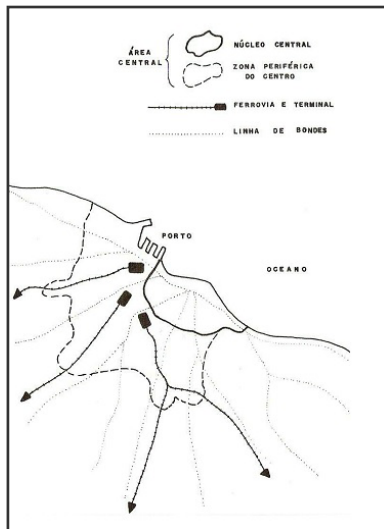 ÁREA
CENTRAL
NÚCLEO CENTRAL
ZONA PERIFÉRICA
DO CENTRO
FERROVIA E TERMINAL
LINHA DE BONDES
PORTO
OCEANO